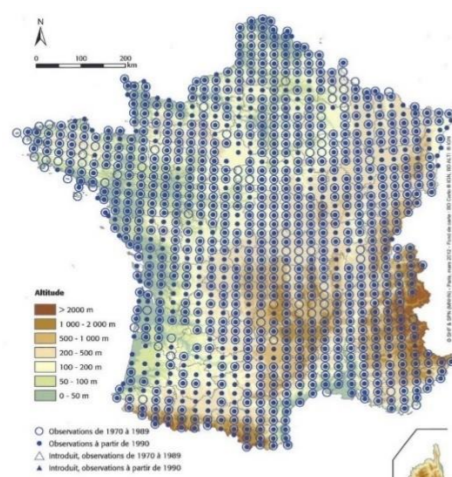 N
0 100 200
km
Altitude
> 2000 m
1 000 - 2 000 m
500 - 1 000 m
200 - 500 m
100 - 200 m
50 - 100 m
0 - 50 m
Observations de 1970 à 1989
Observations à partir de 1990
Introduit, observations de 1970 à 1989
Introduit, observations à partir de 1990